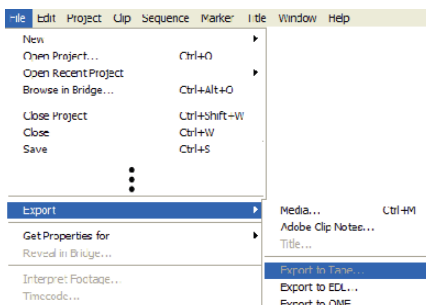 File Edit Project Clip Sequence Marker Title Window Help
New
Open Project... Ctrl+O
Open Recent Project
Browse in Bridge... Ctrl+Alt+O
Close Project Ctrl+Shift+W
Close Ctrl+W
Save Ctrl+S
Export
Get Properties for
Reveal in Bridge...
Interpret Footage...
Timecode...
Media... Ctrl+M
Adobe Clip Notes...
Title...
Export to Tape...
Export to EDL...
Export to OMF